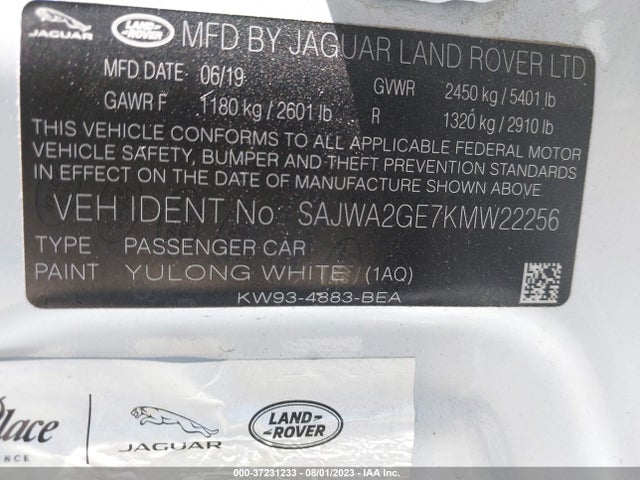 JAGUAR LAND ROVER MFD BY JAGUAR LAND ROVER LTD
MFD DATE 06/19 GVWR 2450 kg / 5401 lb
GAWR F 1180 kg / 2601 lb R 1320 kg / 2910 lb
THIS VEHICLE CONFORMS TO ALL APPLICABLE FEDERAL MOTOR
VEHICLE SAFETY, BUMPER AND THEFT PREVENTION STANDARDS
IN EFFECT ON THE DATE OF MANUFACTURE SHOWN ABOVE.
VEH IDENT No: SAJWA2GE7KMW22256
TYPE PASSENGER CAR
PAINT YULONG WHITE (1AQ)
KW93-4883-BEA
JAGUAR LAND-ROVER
000-37231233 - 08/01/2023 - IAA Inc.